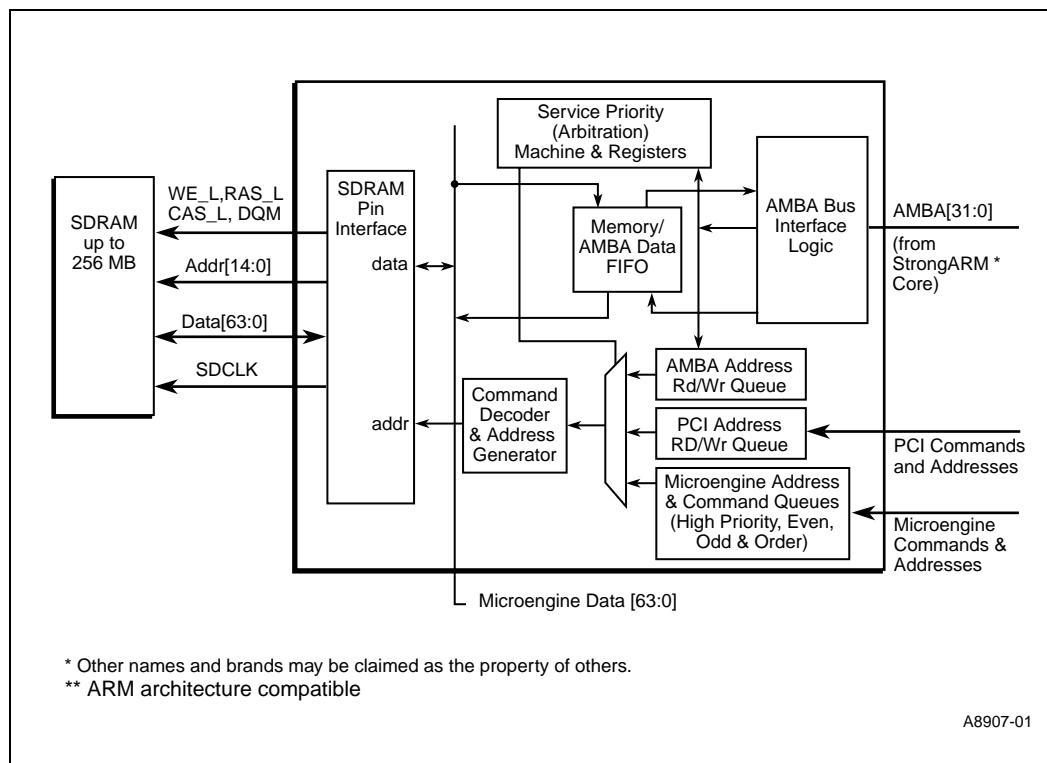 Service Priority
(Arbitration)
Machine & Registers
SDRAM
up to
256 MB
WE_L,RAS_L
CAS_L, DQM
Addr[14:0]
Data[63:0]
SDCLK
SDRAM
Pin
Interface
data
addr
Memory/
AMBA Data
FIFO
AMBA Bus
Interface
Logic
AMBA[31:0]
(from
StrongARM *
Core)
Command
Decoder
& Address
Generator
AMBA Address
Rd/Wr Queue
PCI Address
RD/Wr Queue
Microengine Address
& Command Queues
(High Priority, Even,
Odd & Order)
PCI Commands
and Addresses
Microengine
Commands &
Addresses
Microengine Data [63:0]
* Other names and brands may be claimed as the property of others.
** ARM architecture compatible
A8907-01